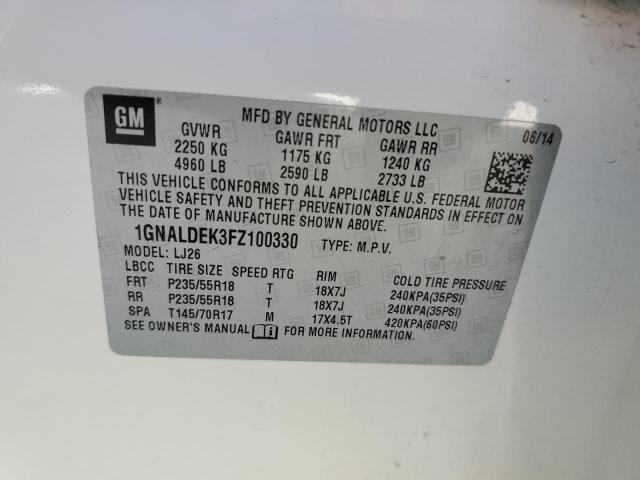 GM ®
MFD BY GENERAL MOTORS LLC
06/14
GVWR GAWR FRT GAWR RR
2250 KG 1175 KG 1240 KG
4960 LB 2590 LB 2733 LB
THIS VEHICLE CONFORMS TO ALL APPLICABLE U.S. FEDERAL MOTOR
VEHICLE SAFETY AND THEFT PREVENTION STANDARDS IN EFFECT ON
THE DATE OF MANUFACTURE SHOWN ABOVE.
1GNALDEK3FZ100330 TYPE: M.P.V.
MODEL: LJ26
LBCC TIRE SIZE SPEED RTG RIM COLD TIRE PRESSURE
FRT P235/55R18 T 18X7J 240KPA(35PSI)
RR P235/55R18 T 18X7J 240KPA(35PSI)
SPA T145/70R17 M 17X4.5T 420KPA(60PSI)
SEE OWNER'S MANUAL FOR MORE INFORMATION.